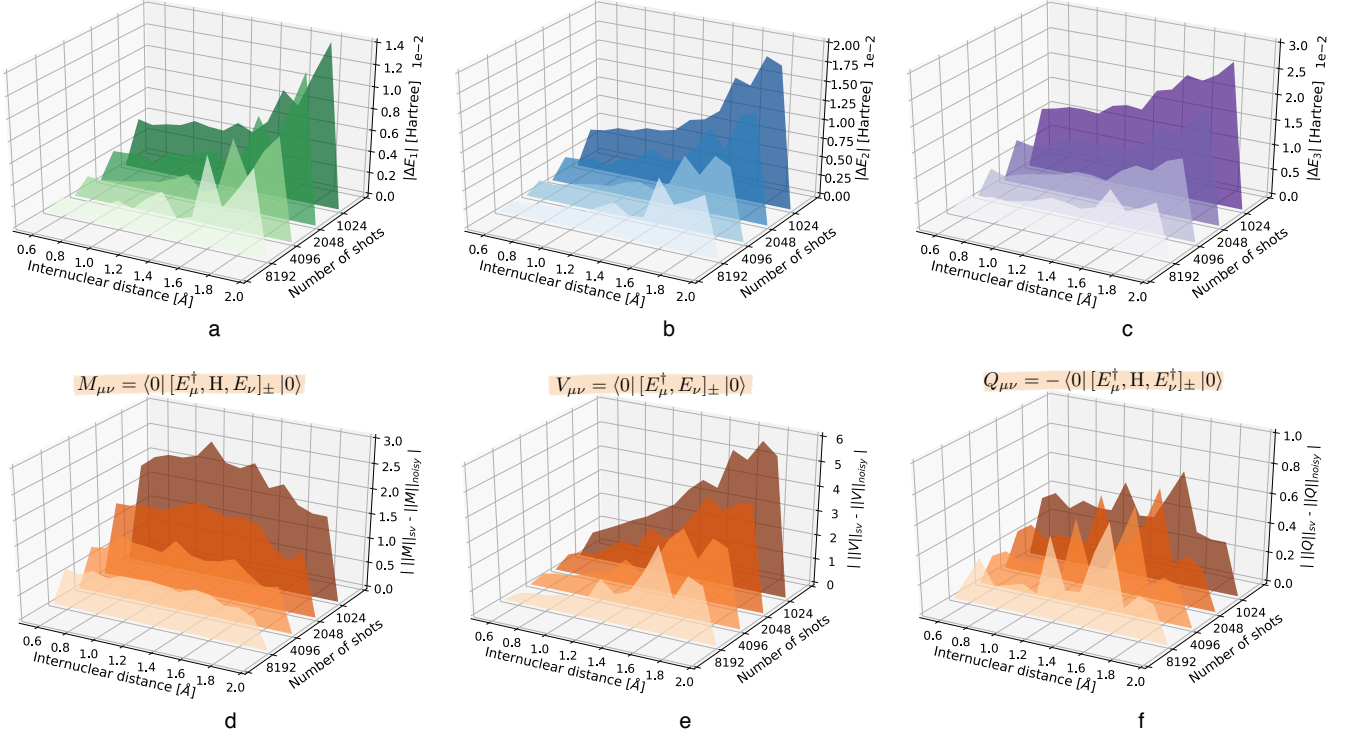 1.4 1e−2
1.2
1.0
0.8
0.6
0.4
0.2
0.0
|ΔE₁| [Hartree]
0.6 0.8 1.0 1.2 1.4 1.6 1.8 2.0
Internuclear distance [Å]
8192 4096 2048 1024
Number of shots
a
2.00 1e−2
1.75
1.50
1.25
1.00
0.75
0.50
0.25
0.00
|ΔE₂| [Hartree]
0.6 0.8 1.0 1.2 1.4 1.6 1.8 2.0
Internuclear distance [Å]
8192 4096 2048 1024
Number of shots
b
3.0 1e−2
2.5
2.0
1.5
1.0
0.5
0.0
|ΔE₃| [Hartree]
0.6 0.8 1.0 1.2 1.4 1.6 1.8 2.0
Internuclear distance [Å]
8192 4096 2048 1024
Number of shots
c
M_{μν} = ⟨0| [E_μ^†, H, E_ν]_± |0⟩
3.0
2.5
2.0
1.5
1.0
0.5
0.0
| ||M||_{sv} - ||M||_{noisy} |
0.6 0.8 1.0 1.2 1.4 1.6 1.8 2.0
Internuclear distance [Å]
8192 4096 2048 1024
Number of shots
d
V_{μν} = ⟨0| [E_μ^†, E_ν]_± |0⟩
6
5
4
3
2
1
0
| ||V||_{sv} - ||V||_{noisy} |
0.6 0.8 1.0 1.2 1.4 1.6 1.8 2.0
Internuclear distance [Å]
8192 4096 2048 1024
Number of shots
e
Q_{μν} = − ⟨0| [E_μ^†, H, E_ν^†]_± |0⟩
1.0
0.8
0.6
0.4
0.2
0.0
| ||Q||_{sv} - ||Q||_{noisy} |
0.6 0.8 1.0 1.2 1.4 1.6 1.8 2.0
Internuclear distance [Å]
8192 4096 2048 1024
Number of shots
f